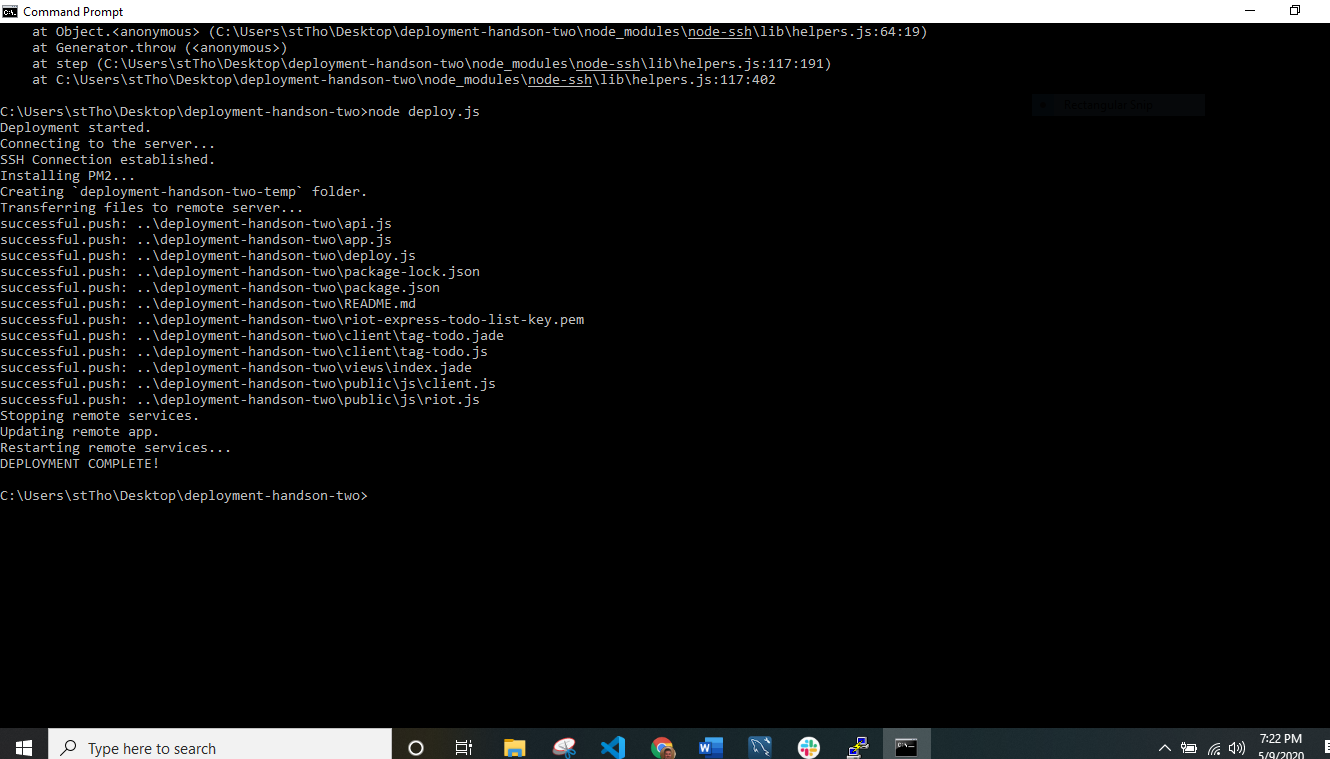 Command Prompt
at Object.<anonymous> (C:\Users\stTho\Desktop\deployment-handson-two\node_modules\node-ssh\lib\helpers.js:64:19)
at Generator.throw (<anonymous>)
at step (C:\Users\stTho\Desktop\deployment-handson-two\node_modules\node-ssh\lib\helpers.js:117:191)
at C:\Users\stTho\Desktop\deployment-handson-two\node_modules\node-ssh\lib\helpers.js:117:402
Rectangular Snip
C:\Users\stTho\Desktop\deployment-handson-two>node deploy.js
Deployment started.
Connecting to the server...
SSH Connection established.
Installing PM2...
Creating `deployment-handson-two-temp` folder.
Transferring files to remote server...
successful.push: ..\deployment-handson-two\api.js
successful.push: ..\deployment-handson-two\app.js
successful.push: ..\deployment-handson-two\deploy.js
successful.push: ..\deployment-handson-two\package-lock.json
successful.push: ..\deployment-handson-two\package.json
successful.push: ..\deployment-handson-two\README.md
successful.push: ..\deployment-handson-two\riot-express-todo-list-key.pem
successful.push: ..\deployment-handson-two\client\tag-todo.jade
successful.push: ..\deployment-handson-two\client\tag-todo.js
successful.push: ..\deployment-handson-two\views\index.jade
successful.push: ..\deployment-handson-two\public\js\client.js
successful.push: ..\deployment-handson-two\public\js\riot.js
Stopping remote services.
Updating remote app.
Restarting remote services...
DEPLOYMENT COMPLETE!
C:\Users\stTho\Desktop\deployment-handson-two>
Type here to search
7:22 PM
5/9/2020